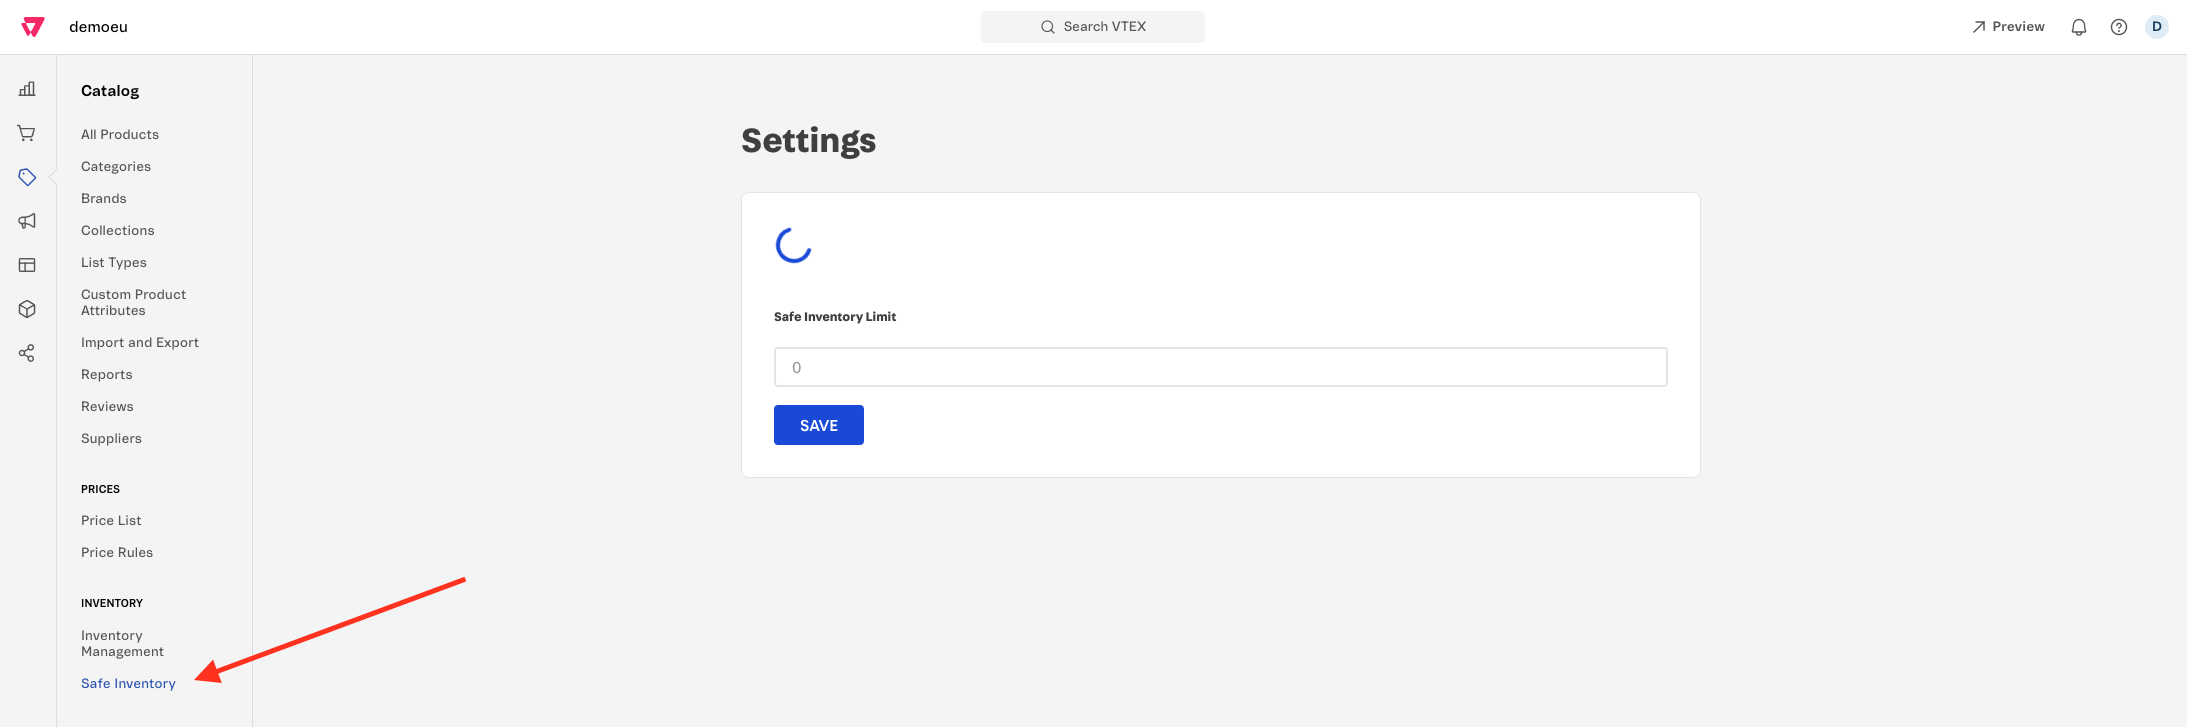 demoeu
Search VTEX
Preview
D
Catalog
All Products
Categories
Brands
Collections
List Types
Custom Product
Attributes
Import and Export
Reports
Reviews
Suppliers
PRICES
Price List
Price Rules
INVENTORY
Inventory
Management
Safe Inventory
Settings
Safe Inventory Limit
0
SAVE